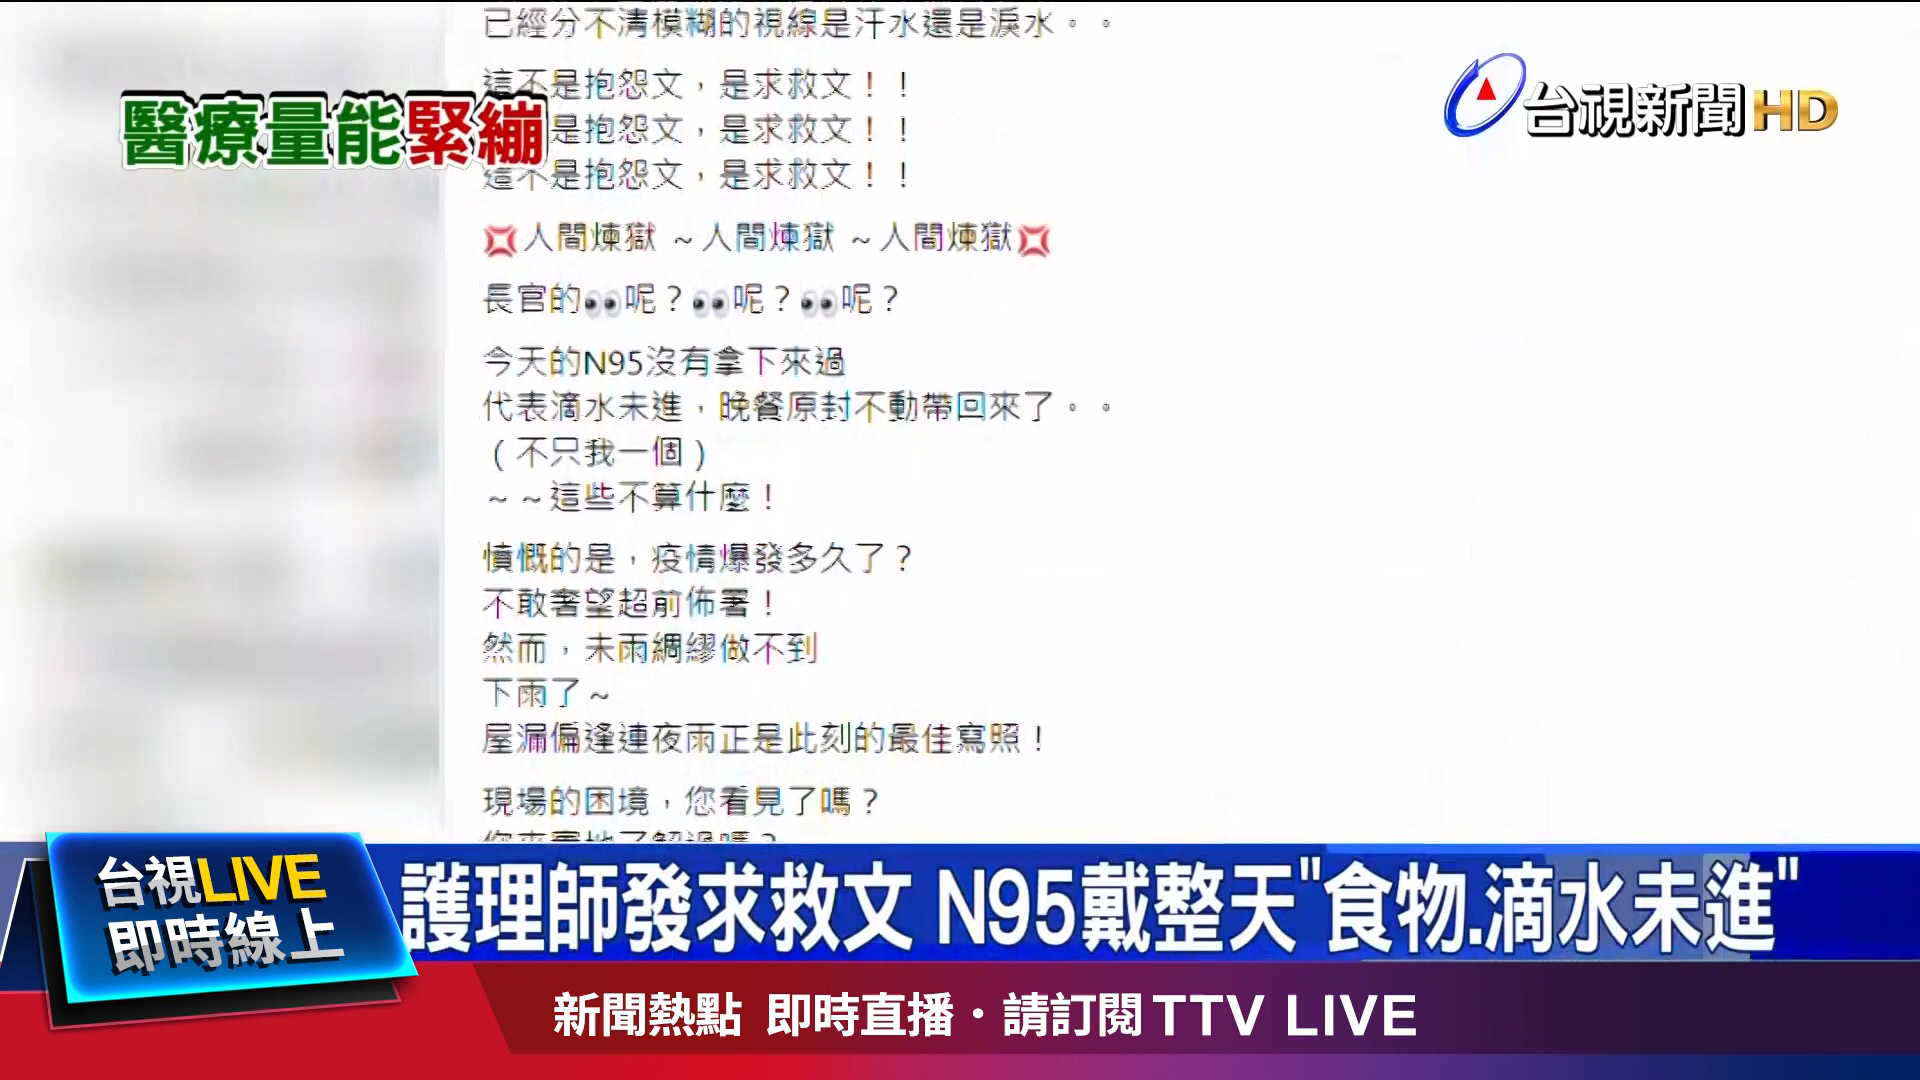 已經分不清模糊的視線是汗水還是淚水。。
這不是抱怨文，是求救文！！
是抱怨文，是求救文！！
這不是抱怨文，是求救文！！
💢人間煉獄～人間煉獄～人間煉獄💢
長官的👀呢？👀呢？👀呢？
今天的N95沒有拿下來過
代表滴水未進，晚餐原封不動帶回來了。。
（不只我一個）
～～這些不算什麼！
憤慨的是，疫情爆發多久了？
不敢奢望超前佈署！
然而，未雨綢繆做不到
下雨了～
屋漏偏逢連夜雨正是此刻的最佳寫照！
現場的困境，您看見了嗎？
醫療量能緊繃
台視新聞HD
台視LIVE
即時線上
護理師發求救文 N95戴整天"食物.滴水未進"
新聞熱點 即時直播・請訂閱TTV LIVE